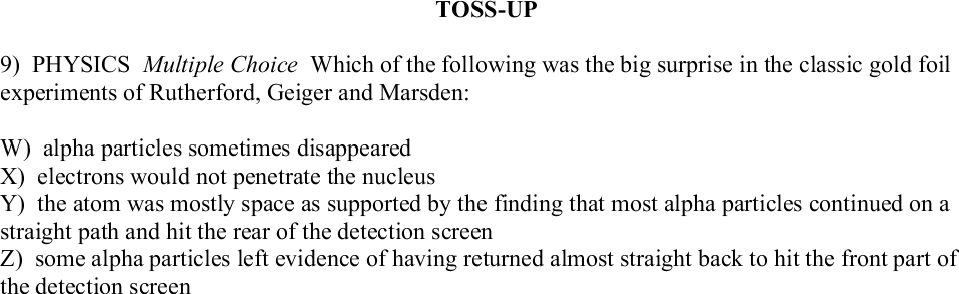 TOSS-UP
9) PHYSICS Multiple Choice Which of the following was the big surprise in the classic gold foil
experiments of Rutherford, Geiger and Marsden:
W) alpha particles sometimes disappeared
X) electrons would not penetrate the nucleus
Y) the atom was mostly space as supported by the finding that most alpha particles continued on a
straight path and hit the rear of the detection screen
Z) some alpha particles left evidence of having returned almost straight back to hit the front part of
the detection screen